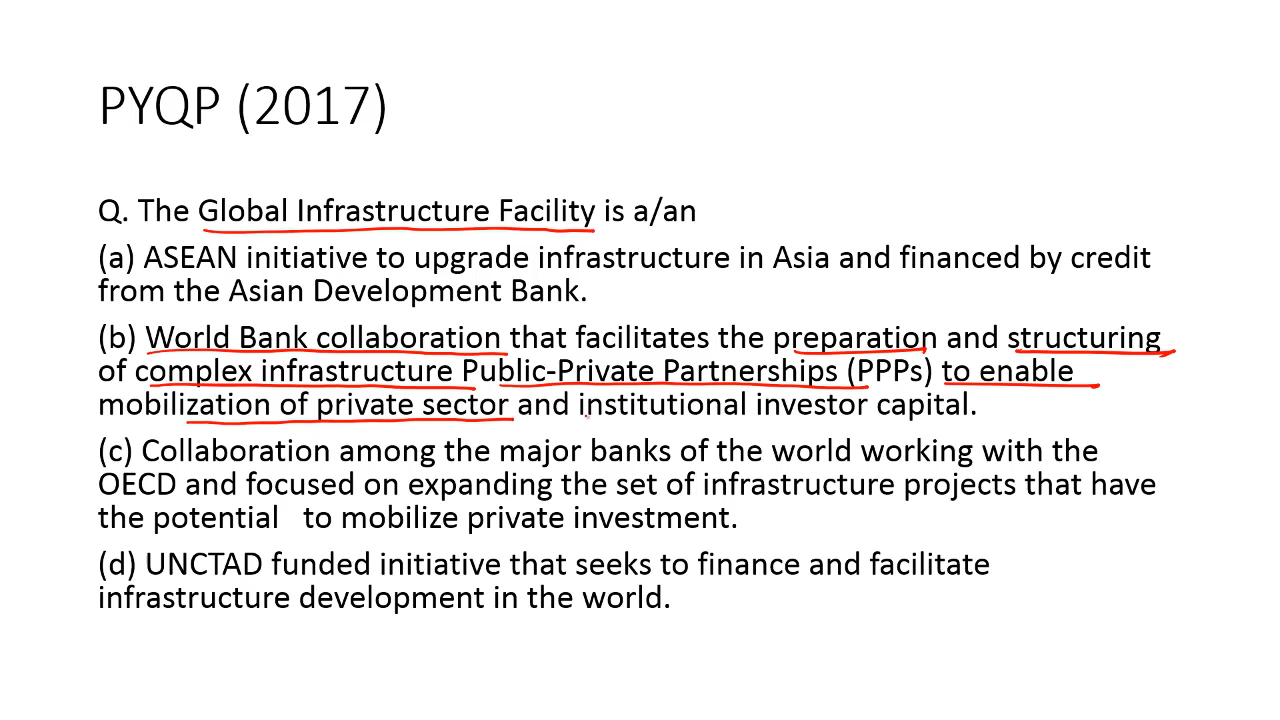 PYQP (2017)
Q. The Global Infrastructure Facility is a/an
(a) ASEAN initiative to upgrade infrastructure in Asia and financed by credit
from the Asian Development Bank.
(b) World Bank collaboration that facilitates the preparation and structuring
of complex infrastructure Public-Private Partnerships (PPPs) to enable
mobilization of private sector and institutional investor capital.
(c) Collaboration among the major banks of the world working with the
OECD and focused on expanding the set of infrastructure projects that have
the potential   to mobilize private investment.
(d) UNCTAD funded initiative that seeks to finance and facilitate
infrastructure development in the world.